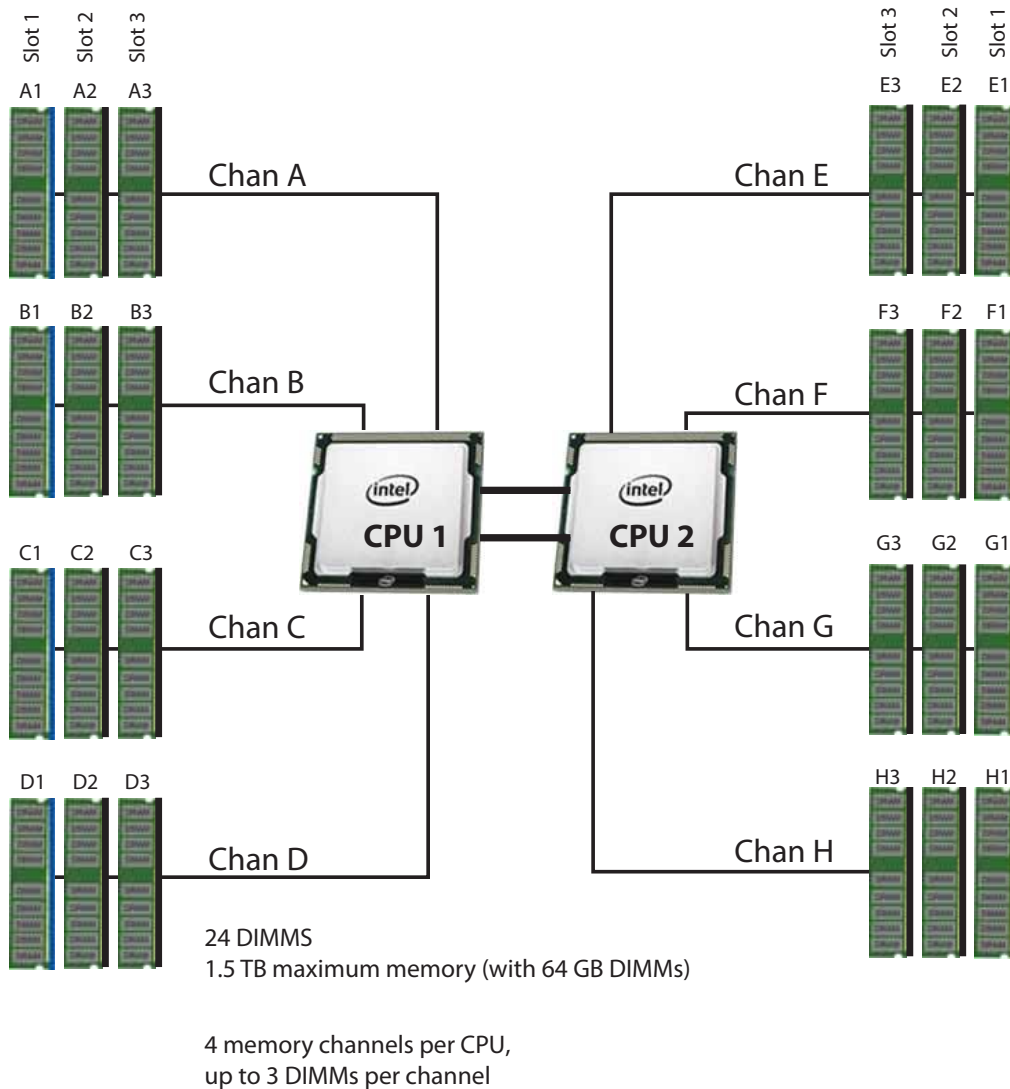 Slot 1
Slot 2
Slot 3
Slot 3
Slot 2
Slot 1
A1 A2 A3
E3 E2 E1
Chan A
Chan E
B1 B2 B3
F3 F2 F1
Chan B
Chan F
intel
CPU 1
intel
CPU 2
C1 C2 C3
G3 G2 G1
Chan C
Chan G
D1 D2 D3
H3 H2 H1
Chan D
Chan H
24 DIMMS
1.5 TB maximum memory (with 64 GB DIMMs)
4 memory channels per CPU,
up to 3 DIMMs per channel